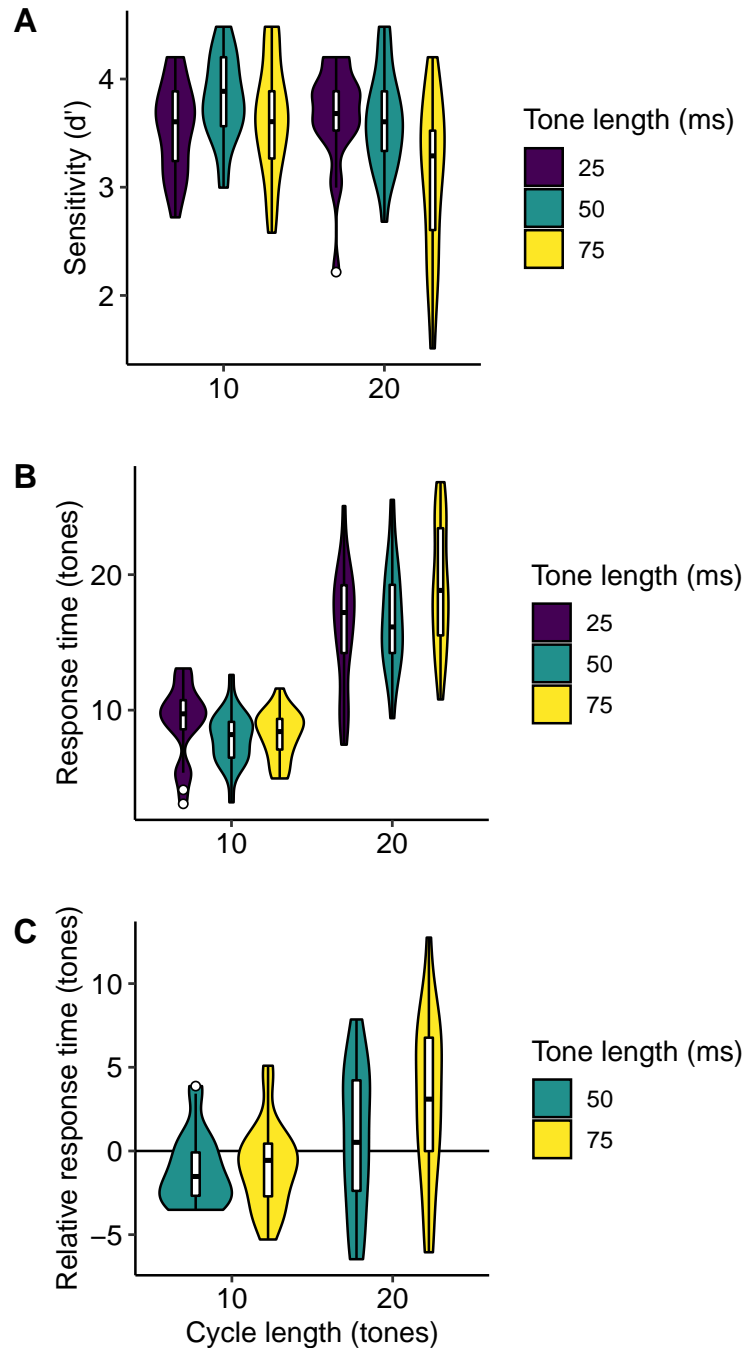 A
Sensitivity (d')
4
3
2
10
20
Tone length (ms)
25
50
75
B
Response time (tones)
20
10
10
20
Tone length (ms)
25
50
75
C
Relative response time (tones)
10
5
0
−5
10
20
Cycle length (tones)
Tone length (ms)
50
75